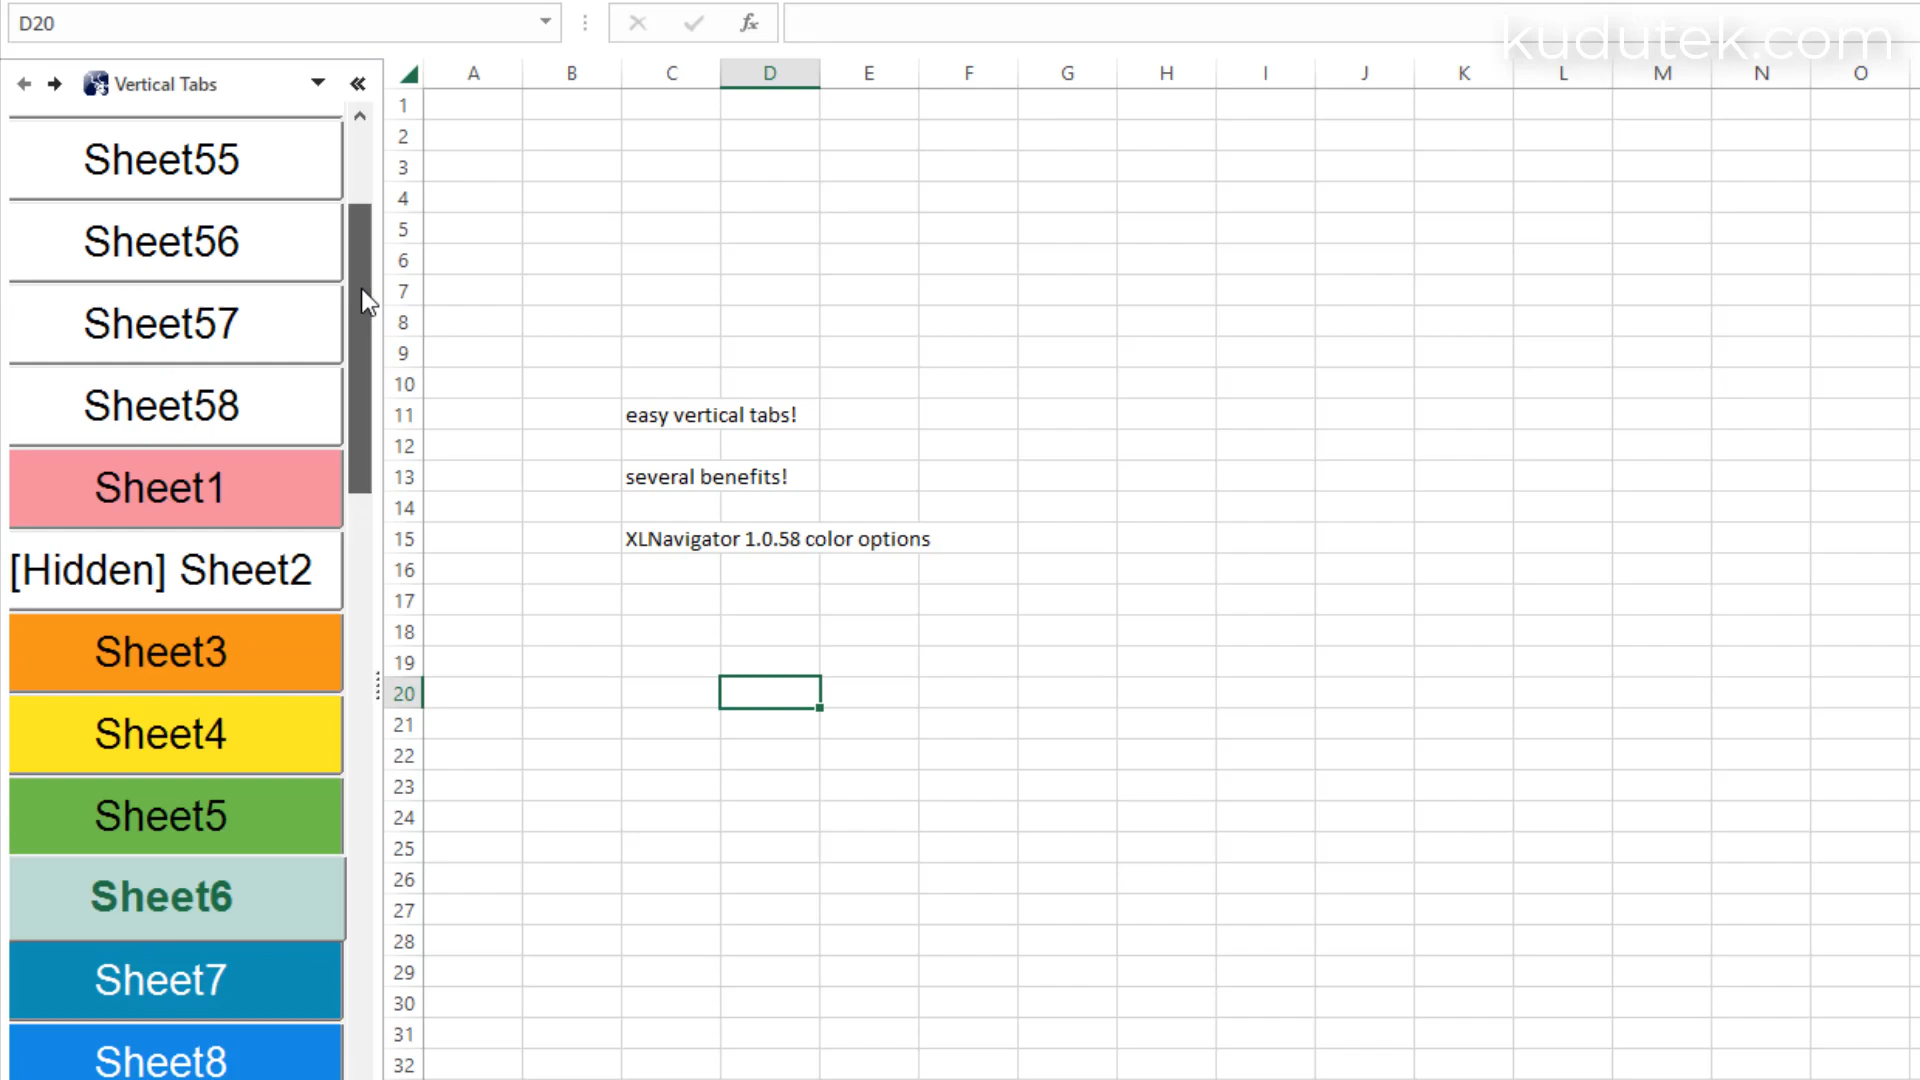 D20
fx
kudutek.com
Vertical Tabs
A B C D E F G H I J K L M N O
Sheet55
Sheet56
Sheet57
Sheet58
Sheet1
[Hidden] Sheet2
Sheet3
Sheet4
Sheet5
Sheet6
Sheet7
Sheet8
1
2
3
4
5
6
7
8
9
10
11 easy vertical tabs!
12
13 several benefits!
14
15 XLNavigator 1.0.58 color options
16
17
18
19
20
21
22
23
24
25
26
27
28
29
30
31
32